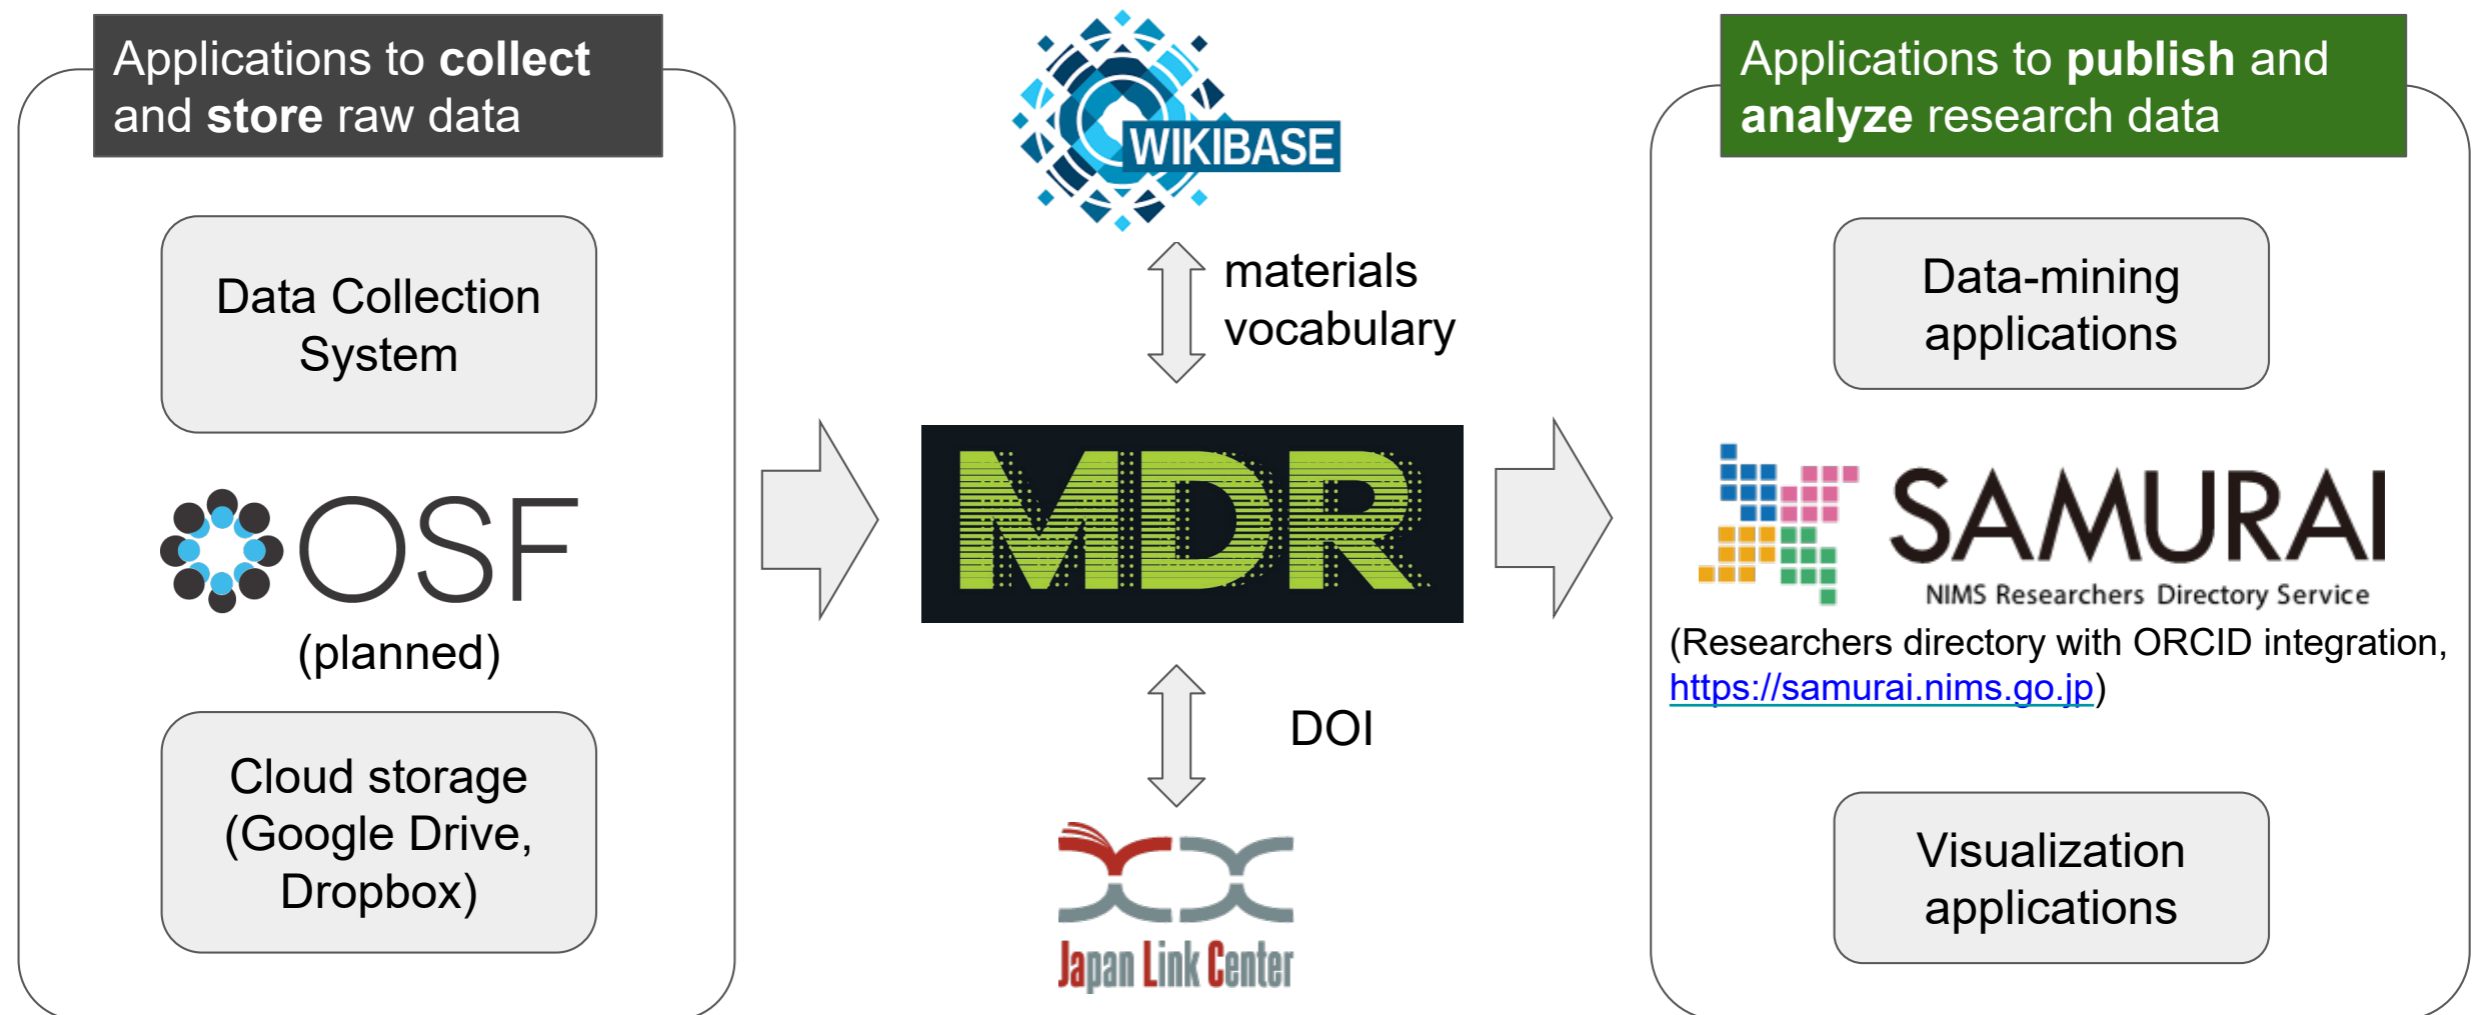 Applications to collect
and store raw data
Data Collection
System
OSF
(planned)
Cloud storage
(Google Drive,
Dropbox)
WIKIBASE
materials
vocabulary
MDR
DOI
Japan Link Center
Applications to publish and
analyze research data
Data-mining
applications
SAMURAI
NIMS Researchers Directory Service
(Researchers directory with ORCID integration,
https://samurai.nims.go.jp)
Visualization
applications